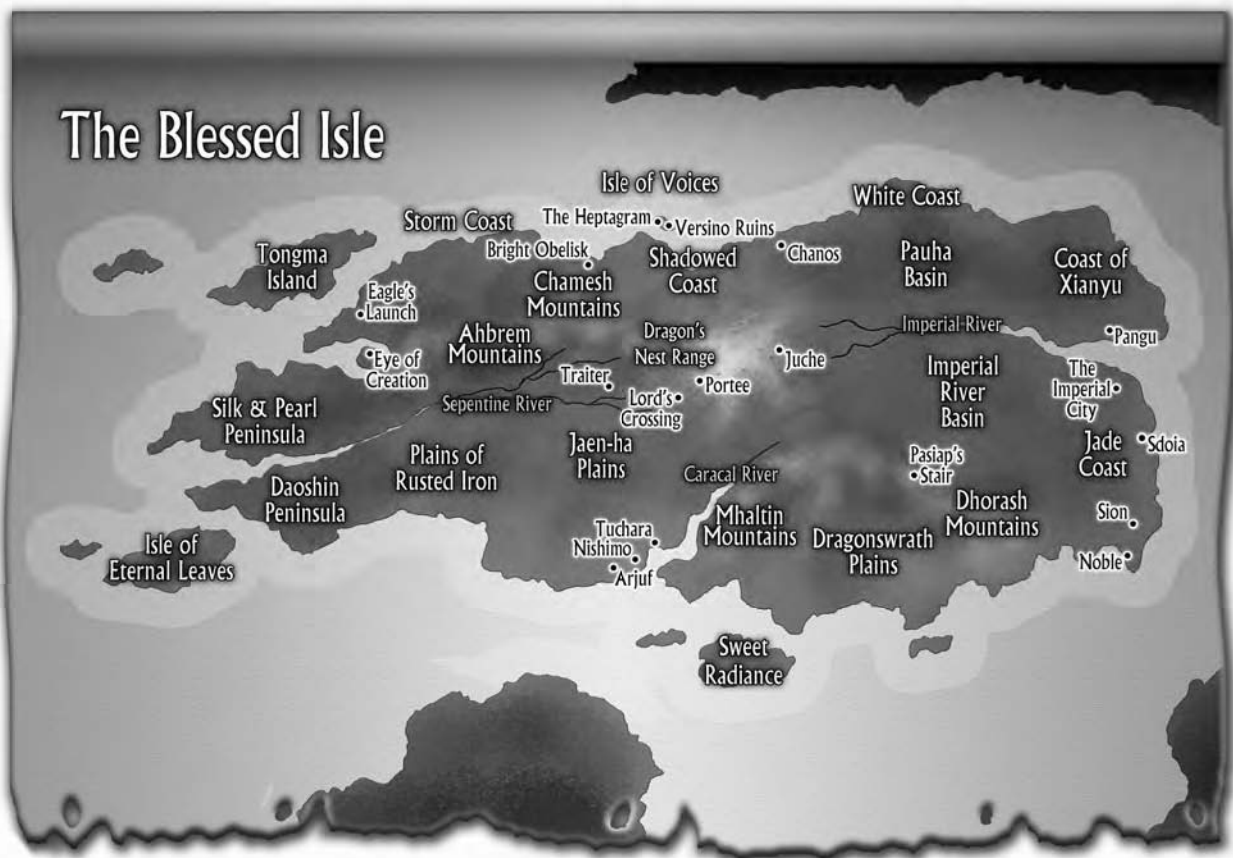 The Blessed Isle
Isle of Voices
White Coast
Storm Coast
The Heptagram
Versino Ruins
Bright Obelisk
Chanos
Tongma
Island
Shadowed
Coast
Pauha
Basin
Coast of
Xianyu
Chamesh
Mountains
Eagle's
Launch
Ahbrem
Mountains
Dragon's
Nest Range
Imperial River
Pangu
Eye of
Creation
Traiter
Juche
Portee
Imperial
River
Basin
The
Imperial
City
Silk & Pearl
Peninsula
Sepentine River
Lord's
Crossing
Jaen-ha
Plains
Jade
Coast
Sdoia
Plains of
Rusted Iron
Caracal River
Pasiap's
Stair
Daoshin
Peninsula
Mhaltin
Mountains
Dhorash
Mountains
Sion
Isle of
Eternal Leaves
Tuchara
Nishimo
Arjuf
Dragonswrath
Plains
Noble
Sweet
Radiance